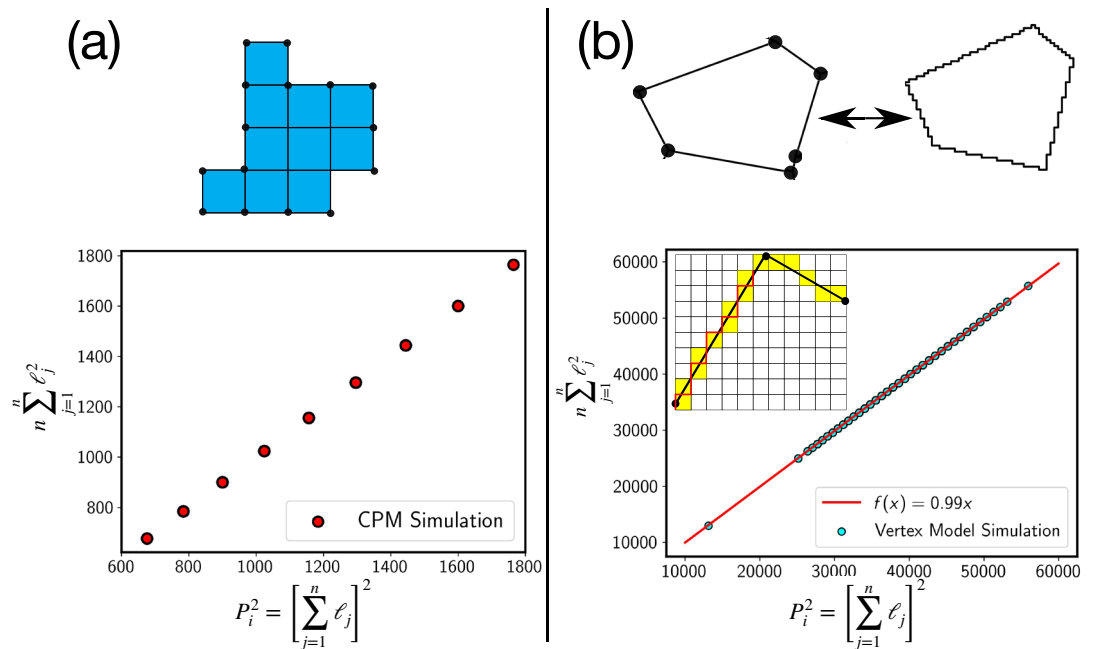 (a)
1800
1600
1400
1200
1000
800
n ∑_{j=1}^{n} ℓ_j^2
CPM Simulation
600 800 1000 1200 1400 1600 1800
P_i^2 = [∑_{j=1}^{n} ℓ_j]^2
(b)
60000
50000
40000
30000
20000
10000
n ∑_{j=1}^{n} ℓ_j^2
f(x) = 0.99x
Vertex Model Simulation
10000 20000 30000 40000 50000 60000
P_i^2 = [∑_{j=1}^{n} ℓ_j]^2